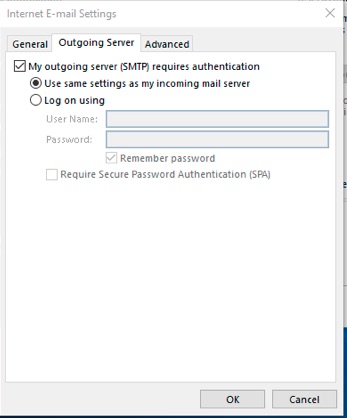 Internet E-mail Settings
General Outgoing Server Advanced
My outgoing server (SMTP) requires authentication
Use same settings as my incoming mail server
Log on using
User Name:
Password:
Remember password
Require Secure Password Authentication (SPA)
OK Cancel